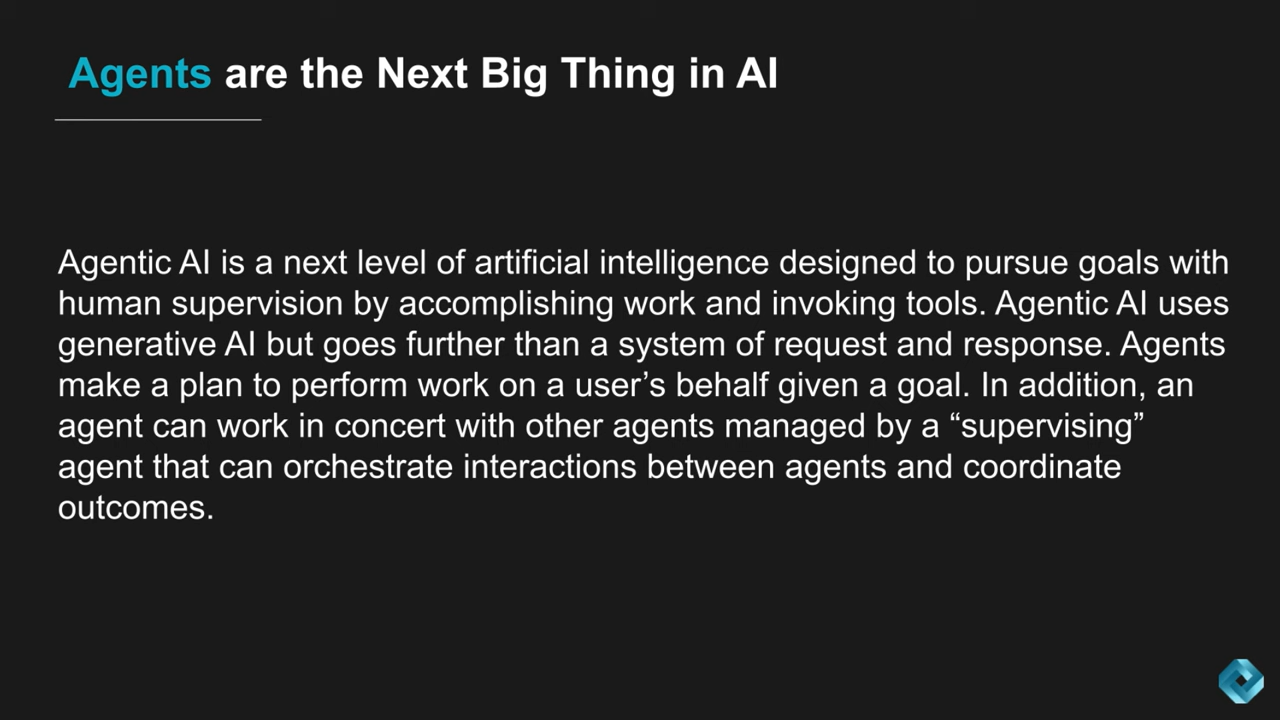 Agents are the Next Big Thing in AI
Agentic AI is a next level of artificial intelligence designed to pursue goals with
human supervision by accomplishing work and invoking tools. Agentic AI uses
generative AI but goes further than a system of request and response. Agents
make a plan to perform work on a user’s behalf given a goal. In addition, an
agent can work in concert with other agents managed by a “supervising”
agent that can orchestrate interactions between agents and coordinate
outcomes.